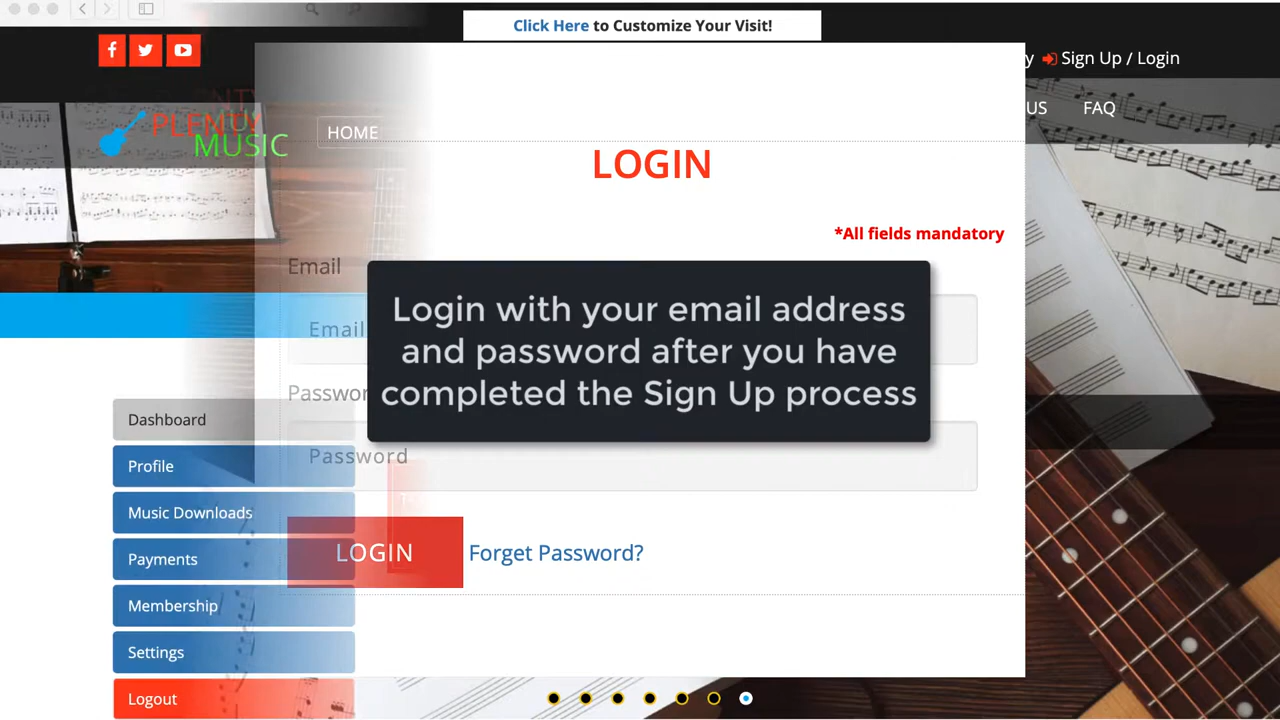 Click Here to Customize Your Visit!
Sign Up / Login
PLENTY
MUSIC
HOME
US
FAQ
LOGIN
*All fields mandatory
Email
Email
Login with your email address
and password after you have
completed the Sign Up process
Password
LOGIN
Forget Password?
Dashboard
Profile
Music Downloads
Payments
Membership
Settings
Logout